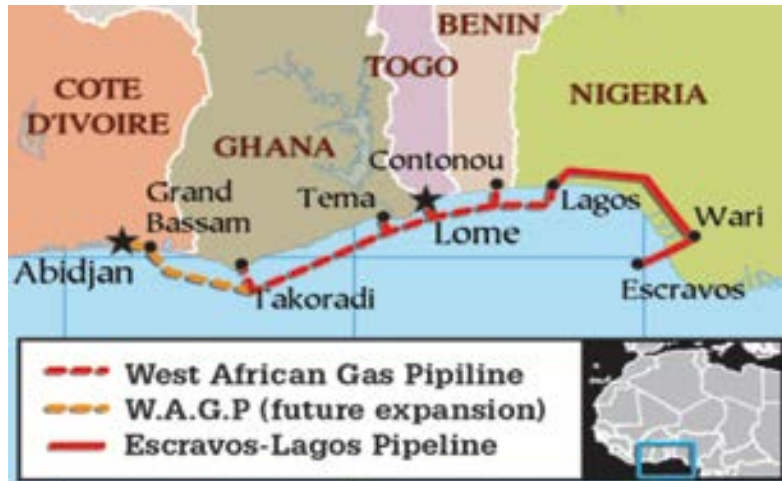 BENIN
TOGO
COTE
D'IVOIRE
NIGERIA
GHANA
Contonou
Grand
Bassam
Tema
Lagos
Wari
Lome
Abidjan
Takoradi
Escravos
West African Gas Pipiline
W.A.G.P (future expansion)
Escravos-Lagos Pipeline